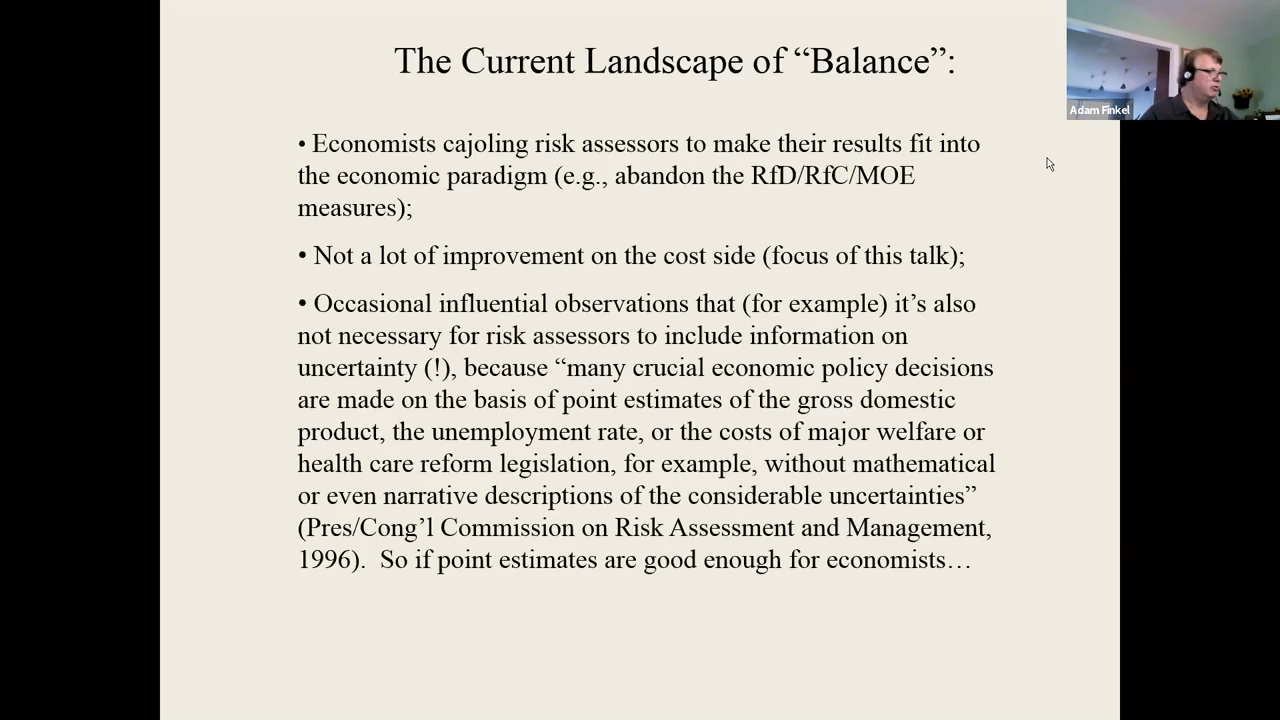 The Current Landscape of “Balance”:
Adam Finkel
• Economists cajoling risk assessors to make their results fit into
the economic paradigm (e.g., abandon the RfD/RfC/MOE
measures);
• Not a lot of improvement on the cost side (focus of this talk);
• Occasional influential observations that (for example) it’s also
not necessary for risk assessors to include information on
uncertainty (!), because “many crucial economic policy decisions
are made on the basis of point estimates of the gross domestic
product, the unemployment rate, or the costs of major welfare or
health care reform legislation, for example, without mathematical
or even narrative descriptions of the considerable uncertainties”
(Pres/Cong’l Commission on Risk Assessment and Management,
1996).  So if point estimates are good enough for economists…